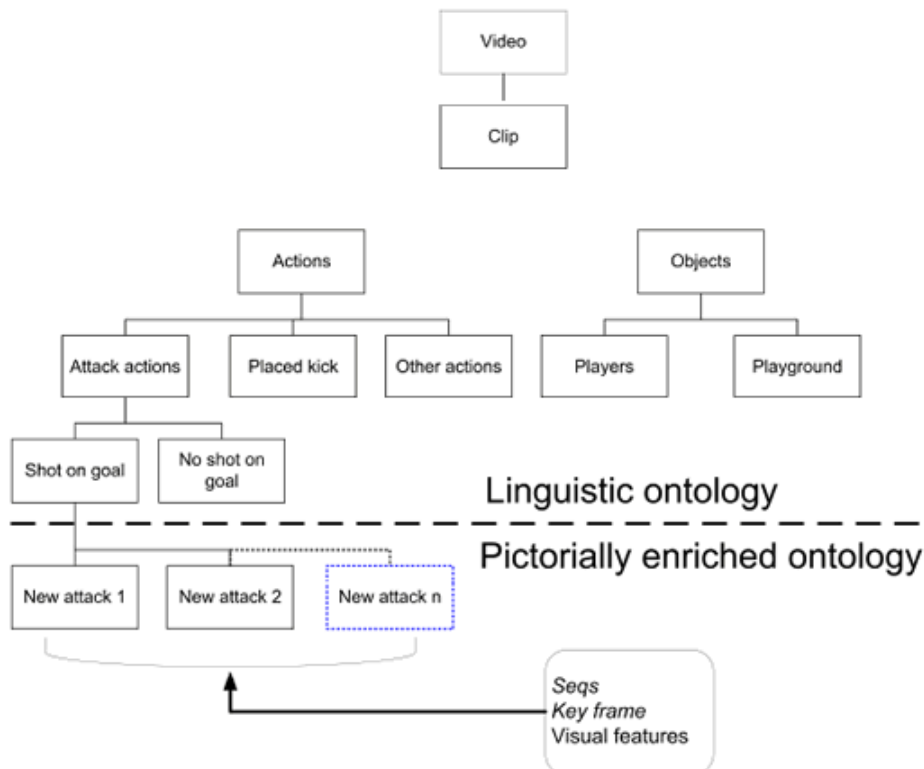 Video
Clip
Actions
Objects
Attack actions
Placed kick
Other actions
Players
Playground
Shot on goal
No shot on
goal
Linguistic ontology
Pictorially enriched ontology
New attack 1
New attack 2
New attack n
Seqs
Key frame
Visual features